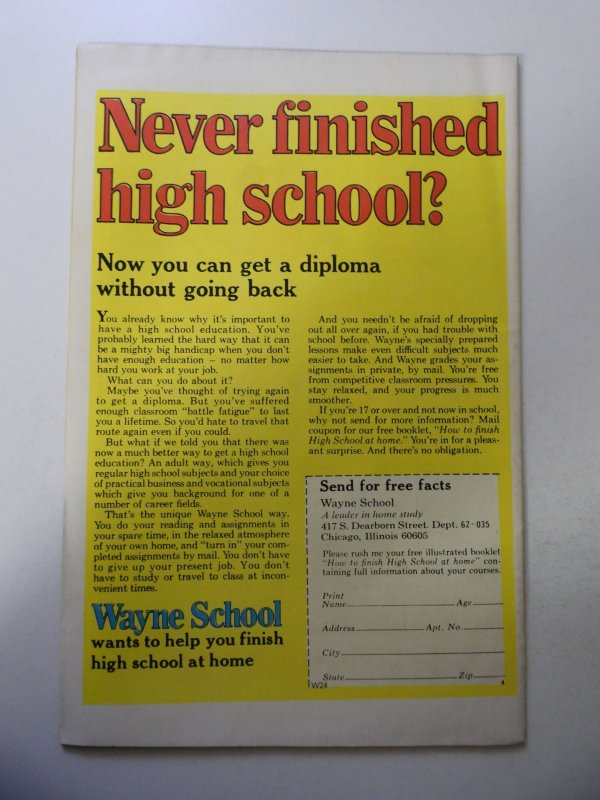 Never finished
high school?
Now you can get a diploma
without going back
You already know why it's important to
have a high school education. You've
probably learned the hard way that it can
be a mighty big handicap when you don't
have enough education — no matter how
hard you work at your job.
What can you do about it?
Maybe you've thought of trying again
to get a diploma. But you've suffered
enough classroom "battle fatigue" to last
you a lifetime. So you'd hate to travel that
route again even if you could.
But what if we told you that there was
now a much better way to get a high school
education? An adult way, which gives you
regular high school subjects and your choice
of practical business and vocational subjects
which give you background for one of a
number of career fields.
That's the unique Wayne School way.
You do your reading and assignments in
your spare time, in the relaxed atmosphere
of your own home, and "turn in" your com-
pleted assignments by mail. You don't have
to give up your present job. You don't
have to study or travel to class at incon-
venient times.
Wayne School
wants to help you finish
high school at home
And you needn't be afraid of dropping
out all over again, if you had trouble with
school before. Wayne's specially prepared
lessons make even difficult subjects much
easier to take. And Wayne grades your as-
signments in private, by mail. You're free
from competitive classroom pressures. You
stay relaxed, and your progress is much
smoother.
If you're 17 or over and not now in school,
why not send for more information? Mail
coupon for our free booklet, "How to finish
High School at home." You're in for a pleas-
ant surprise. And there's no obligation.
Send for free facts
Wayne School
A leader in home study
417 S. Dearborn Street. Dept. 62-035
Chicago, Illinois 60605
Please rush me your free illustrated booklet
"How to finish High School at home" con-
taining full information about your courses.
Print
Name Age
Address Apt. No.
City
State Zip
W24 4